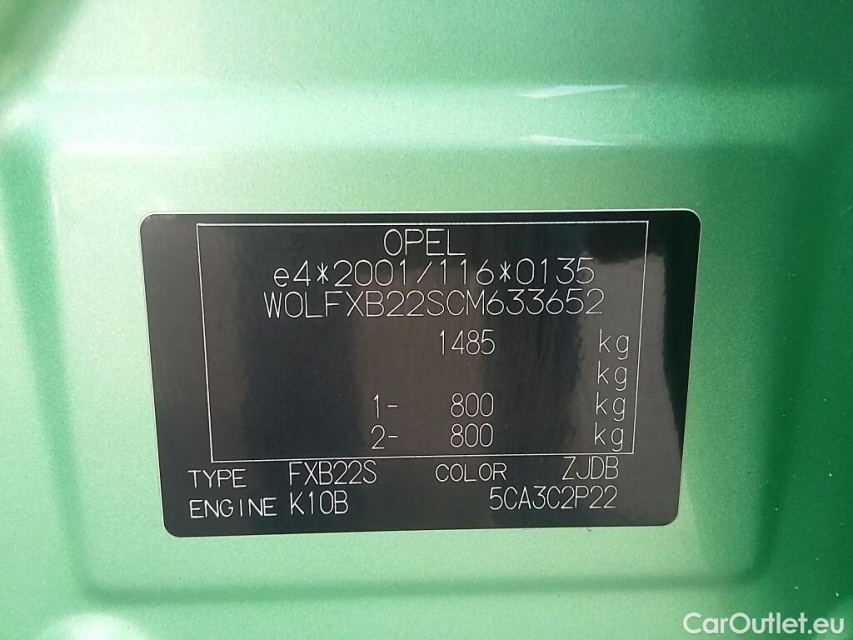 OPEL
e4*2001/116*0135
W0LFXB22SCM633652
1485 kg
kg
1- 800 kg
2- 800 kg
TYPE FXB22S COLOR ZJDB
ENGINE K10B 5CA3C2P22
CarOutlet.eu